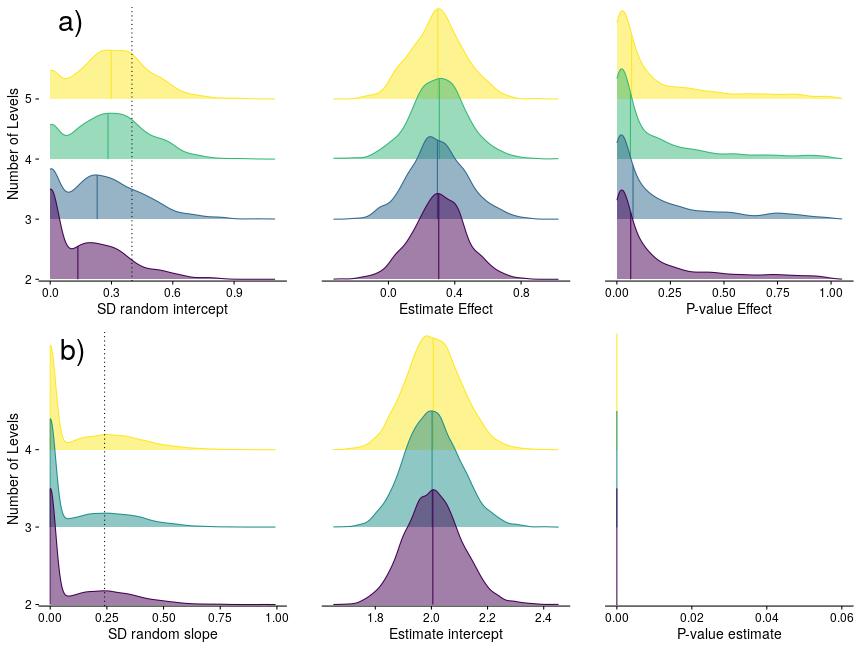 a)
Number of Levels
5
4
3
2
0.0 0.3 0.6 0.9
SD random intercept
0.0 0.4 0.8
Estimate Effect
0.00 0.25 0.50 0.75 1.00
P-value Effect
b)
Number of Levels
4
3
2
0.00 0.25 0.50 0.75 1.00
SD random slope
1.8 2.0 2.2 2.4
Estimate intercept
0.00 0.02 0.04 0.06
P-value estimate